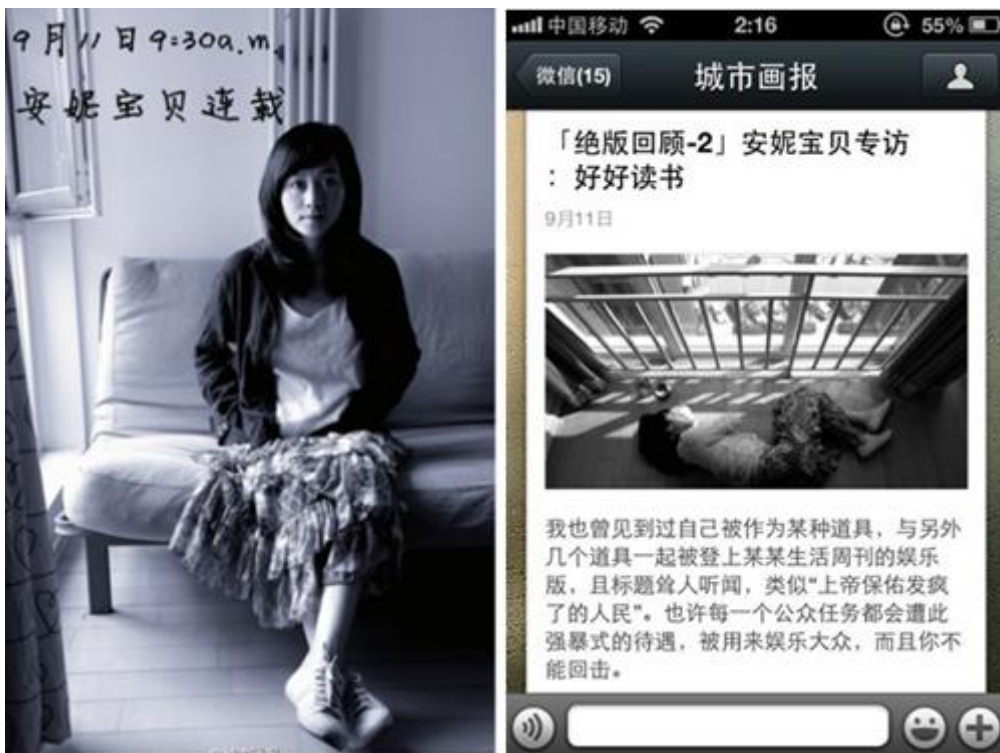 9月11日 9:30a.m.
安妮宝贝连载
中国移动 2:16 55%
微信(15) 城市画报
「绝版回顾-2」安妮宝贝专访
：好好读书
9月11日
我也曾见到过自己被作为某种道具，与另外
几个道具一起被登上某某生活周刊的娱乐
版，且标题耸人听闻，类似“上帝保佑发疯
了的人民”。也许每一个公众任务都会遭此
强暴式的待遇，被用来娱乐大众，而且你不
能回击。